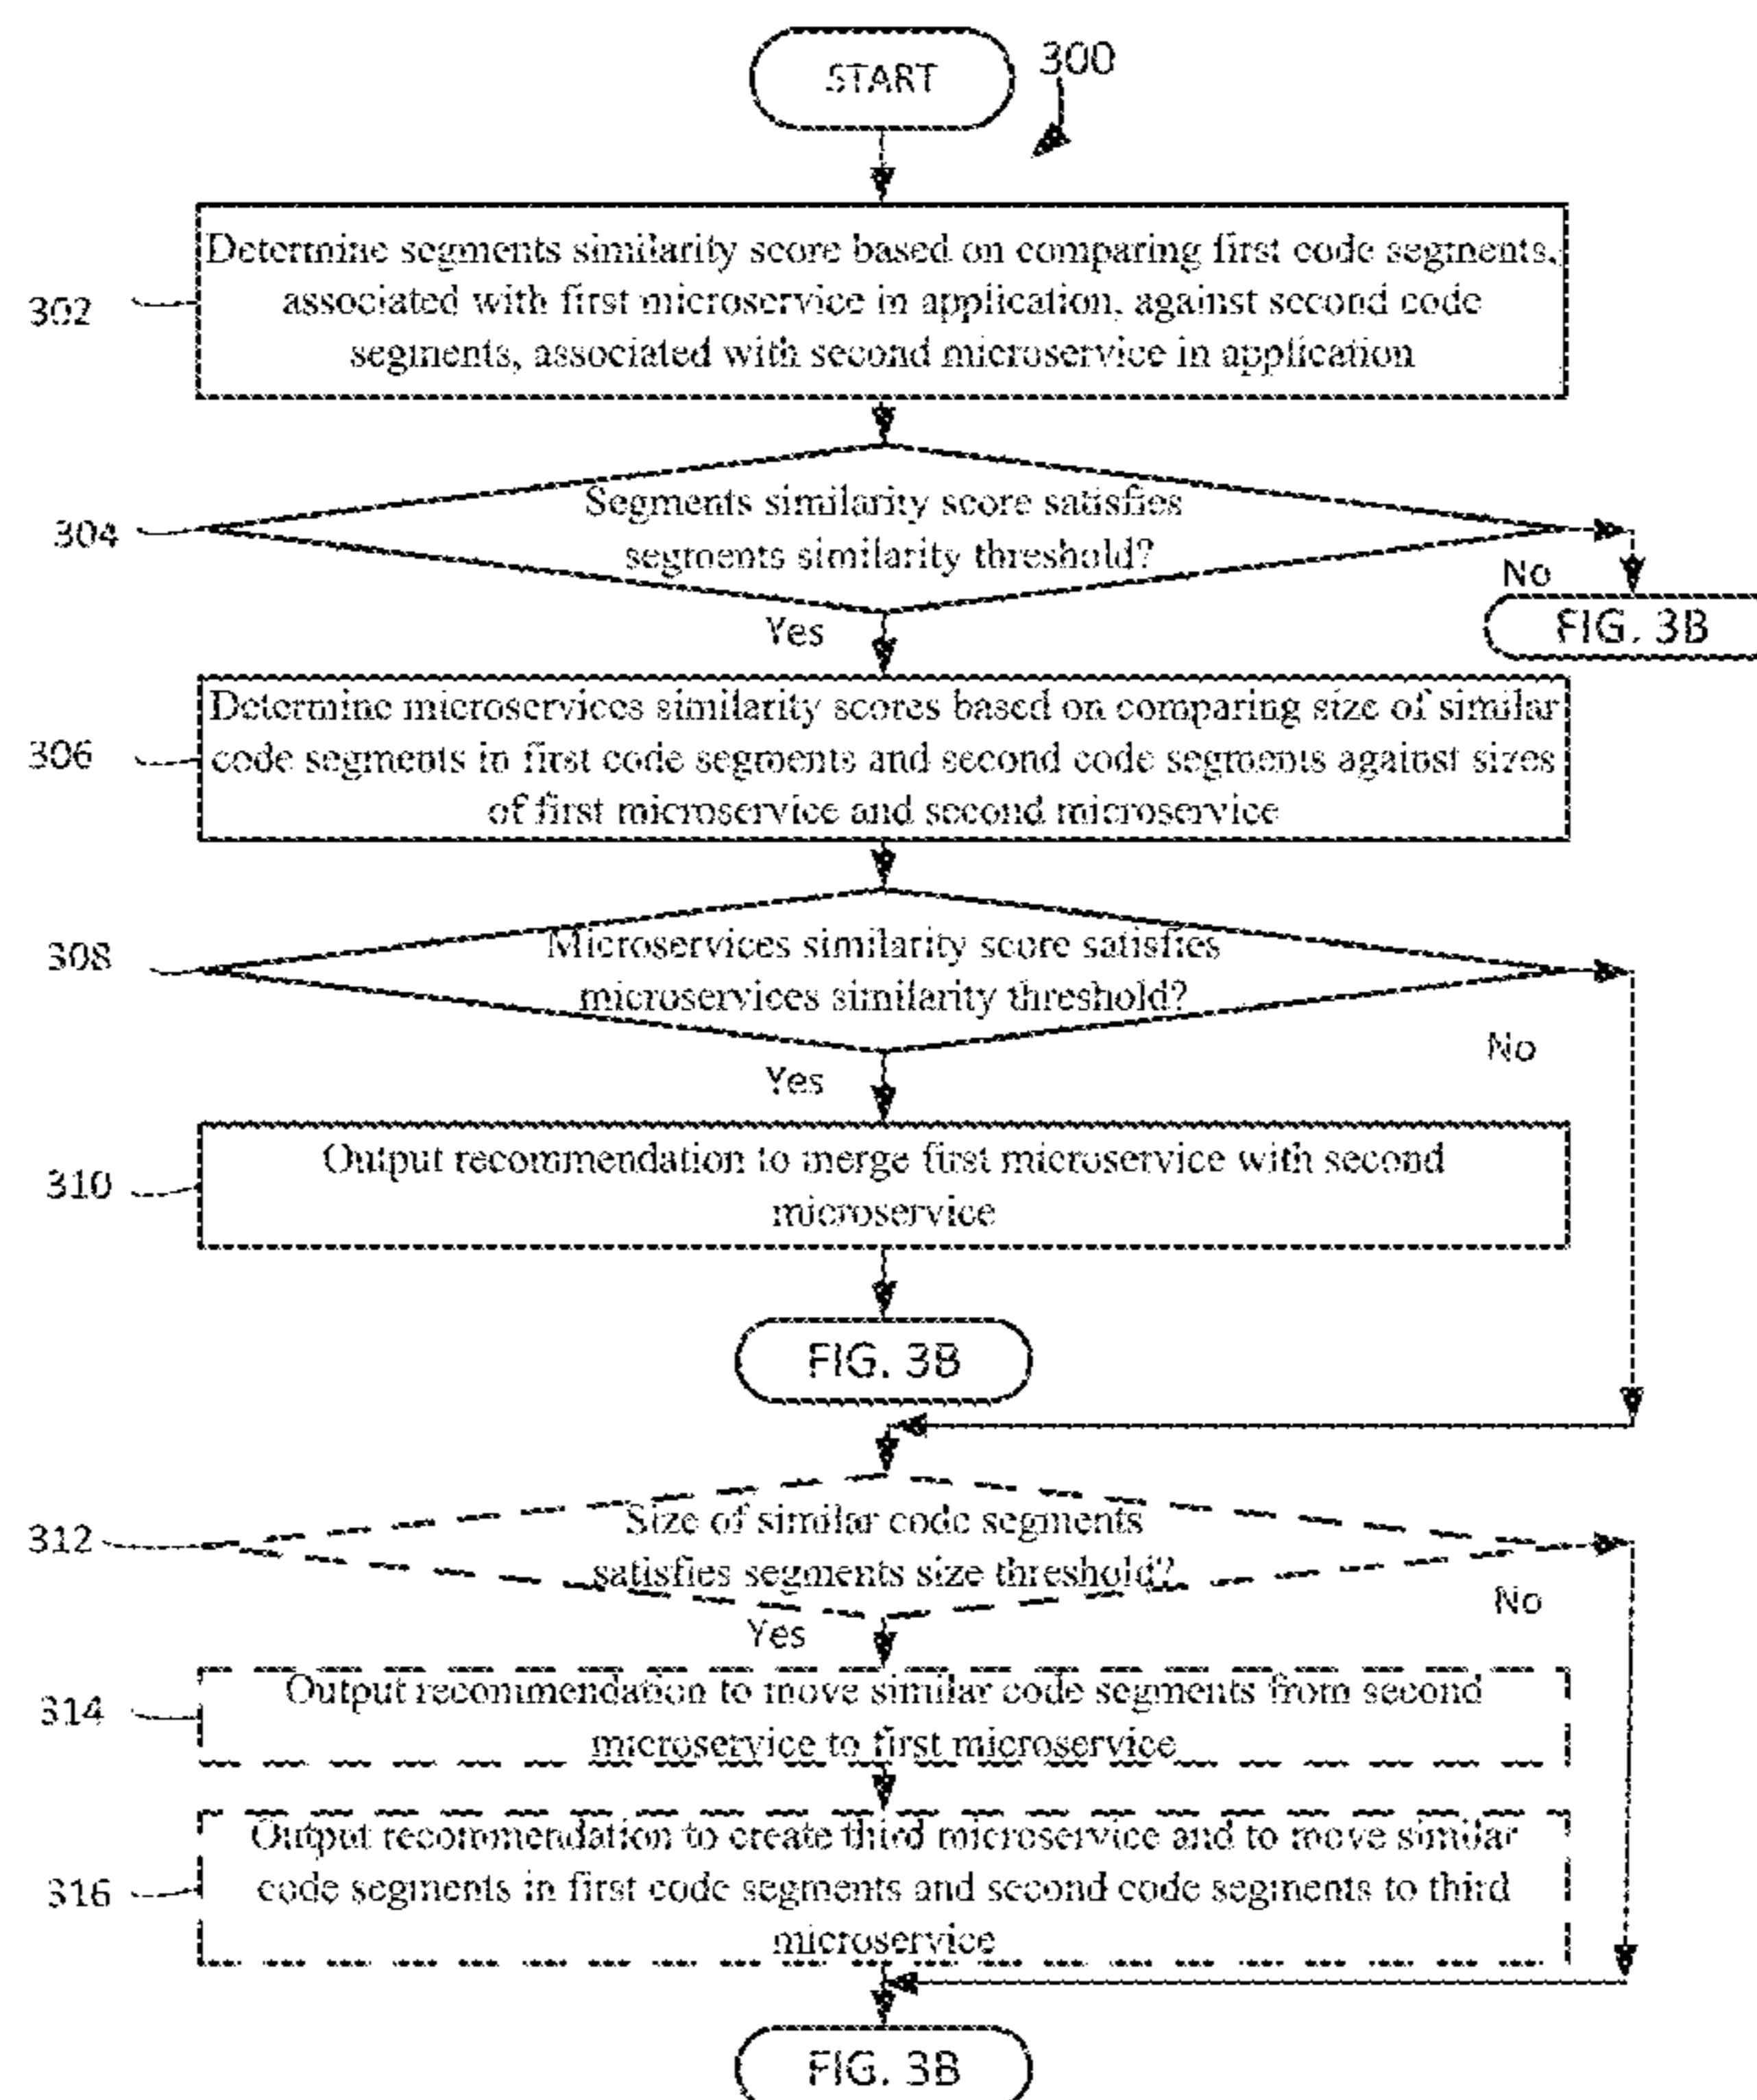 START
300
302
Determine segments similarity score based on comparing first code segments,
associated with first microservice in application, against second code
segments, associated with second microservice in application
304
Segments similarity score satisfies
segments similarity threshold?
No
FIG. 3B
Yes
306
Determine microservices similarity scores based on comparing size of similar
code segments in first code segments and second code segments against sizes
of first microservice and second microservice
308
Microservices similarity score satisfies
microservices similarity threshold?
No
Yes
310
Output recommendation to merge first microservice with second
microservice
FIG. 3B
312
Size of similar code segments
satisfies segments size threshold?
No
Yes
314
Output recommendation to move similar code segments from second
microservice to first microservice
316
Output recommendation to create third microservice and to move similar
code segments in first code segments and second code segments to third
microservice
FIG. 3B